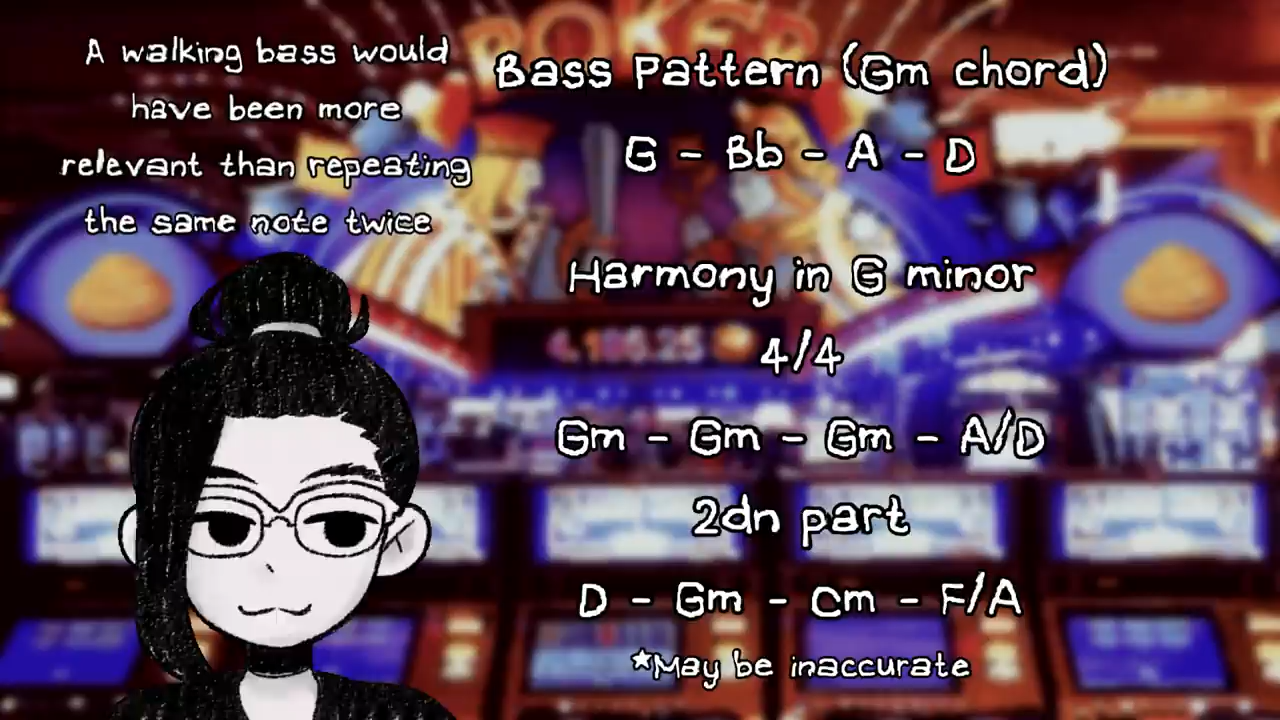 A walking bass would
have been more
relevant than repeating
the same note twice
POKER
Bass Pattern (Gm chord)
G - Bb - A - D
Harmony in G minor
4/4
Gm - Gm - Gm - A/D
2dn part
D - Gm - Cm - F/A
*May be inaccurate